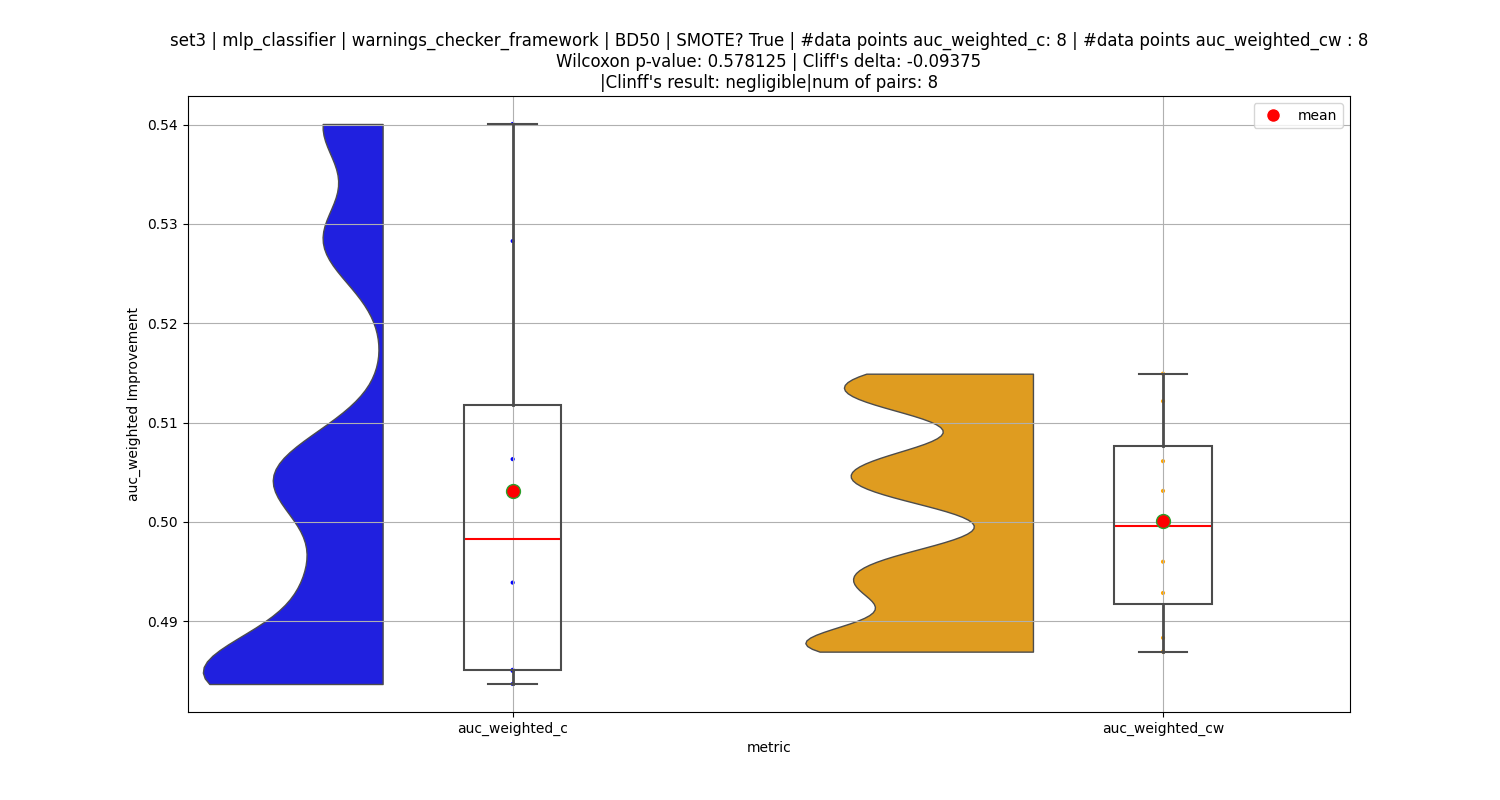 set3 | mlp_classifier | warnings_checker_framework | BD50 | SMOTE? True | #data points auc_weighted_c: 8 | #data points auc_weighted_cw : 8
Wilcoxon p-value: 0.578125 | Cliff's delta: -0.09375
|Clinff's result: negligible|num of pairs: 8
mean
0.54
0.53
0.52
0.51
0.50
0.49
auc_weighted Improvement
auc_weighted_c
auc_weighted_cw
metric